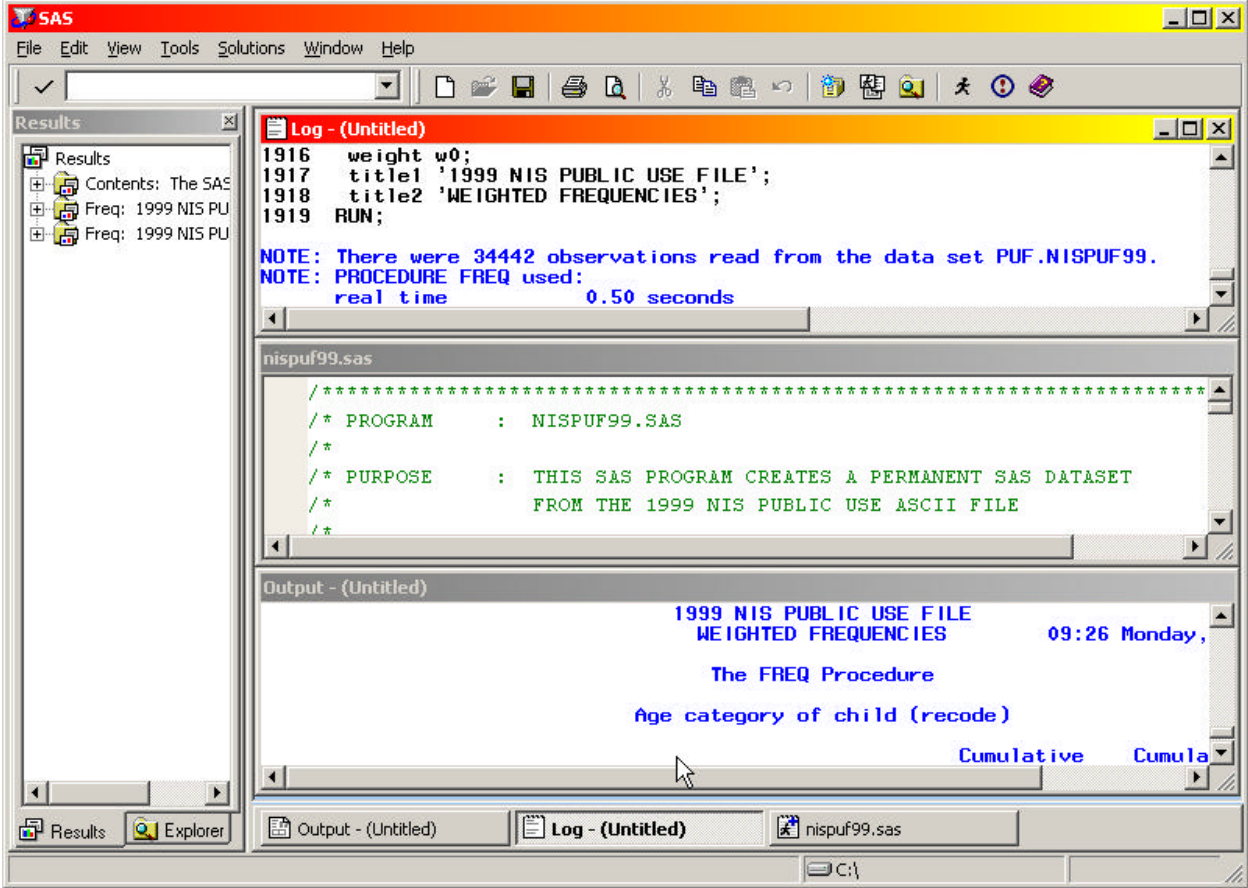 SAS
File Edit View Tools Solutions Window Help
Results
Results
Contents: The SAS
Freq: 1999 NIS PU
Freq: 1999 NIS PU
Log - (Untitled)
1916 weight w0;
1917 title1 '1999 NIS PUBLIC USE FILE';
1918 title2 'WEIGHTED FREQUENCIES';
1919 RUN;
NOTE: There were 34442 observations read from the data set PUF.NISPUF99.
NOTE: PROCEDURE FREQ used:
real time 0.50 seconds
nispuf99.sas
/***********************************************************************
/* PROGRAM : NISPUF99.SAS
/*
/* PURPOSE : THIS SAS PROGRAM CREATES A PERMANENT SAS DATASET
/* FROM THE 1999 NIS PUBLIC USE ASCII FILE
/*
Output - (Untitled)
1999 NIS PUBLIC USE FILE
WEIGHTED FREQUENCIES 09:26 Monday,
The FREQ Procedure
Age category of child (recode)
Cumulative Cumula
Results Explorer
Output - (Untitled) Log - (Untitled) nispuf99.sas
C:\